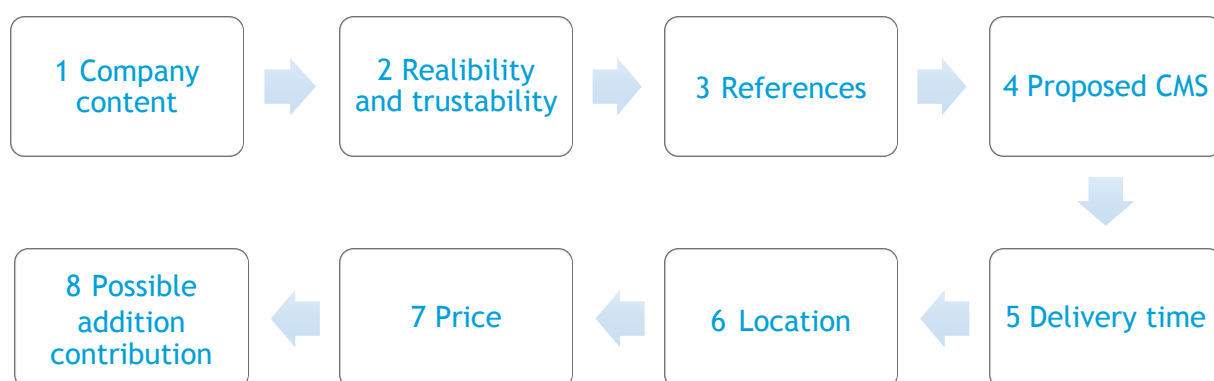 1 Company
content
2 Realibility
and trustability
3 References
4 Proposed CMS
5 Delivery time
6 Location
7 Price
8 Possible
addition
contribution